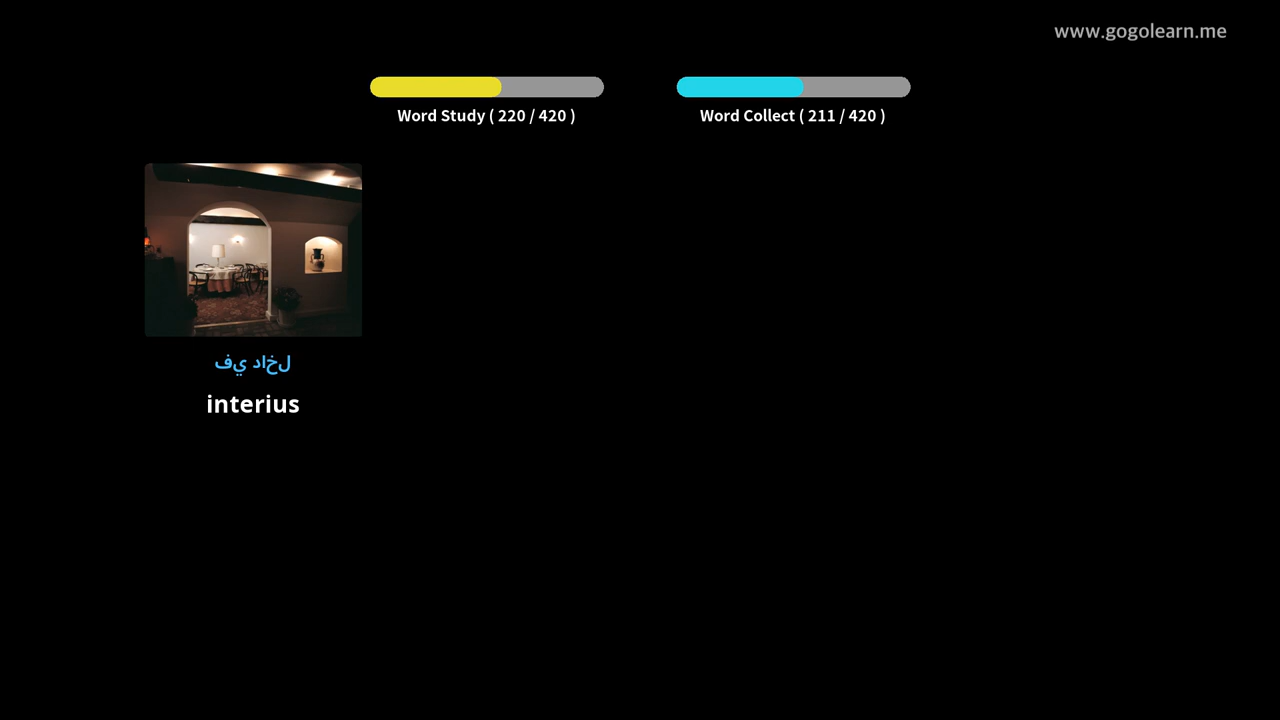 www.gogolearn.me
Word Study ( 220 / 420 )
Word Collect ( 211 / 420 )
لخاد يف
interius